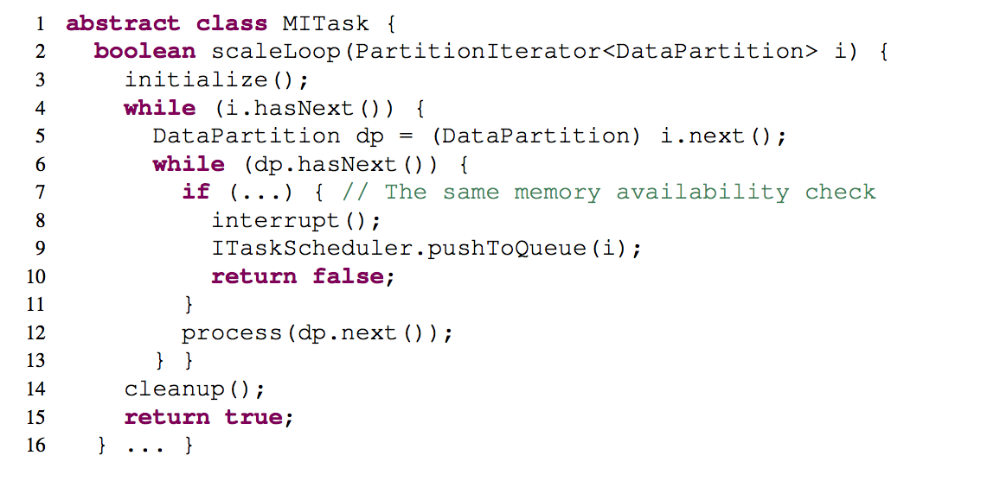 1 abstract class MITask {
2   boolean scaleLoop(PartitionIterator<DataPartition> i) {
3     initialize();
4     while (i.hasNext()) {
5       DataPartition dp = (DataPartition) i.next();
6       while (dp.hasNext()) {
7         if (...) { // The same memory availability check
8           interrupt();
9           ITaskScheduler.pushToQueue(i);
10           return false;
11         }
12         process(dp.next());
13       } }
14     cleanup();
15     return true;
16   } ... }